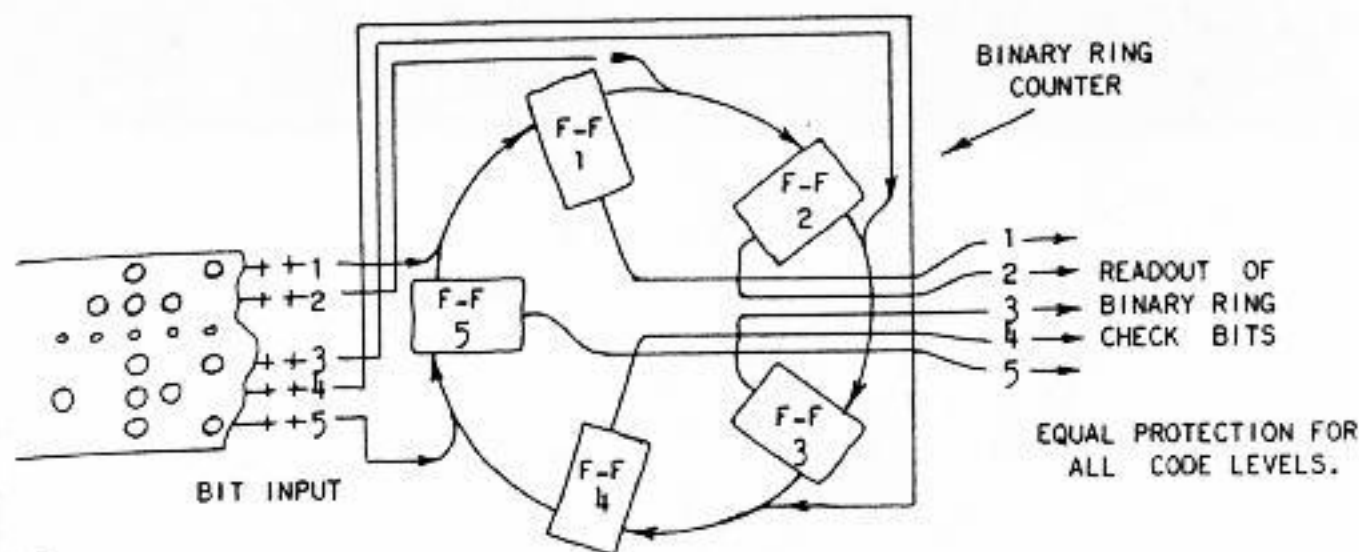 BINARY RING
COUNTER
F-F
1
F-F
2
F-F
3
F-F
4
F-F
5
+ +1
+ +2
+ +3
+ +4
+ +5
BIT INPUT
1
2
3
4
5
READOUT OF
BINARY RING
CHECK BITS
EQUAL PROTECTION FOR
ALL CODE LEVELS.